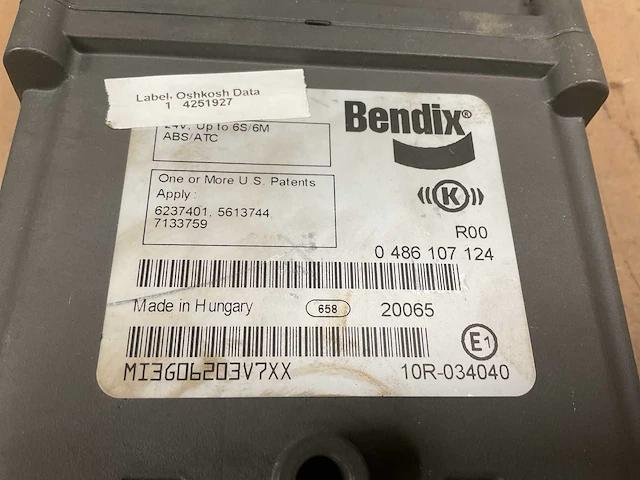 Label, Oshkosh Data
1 4251927
24V, Up to 6S/6M
ABS/ATC
Bendix®
One or More U.S. Patents
Apply:
6237401, 5613744
7133759
K
R00
0 486 107 124
Made in Hungary 658 20065
E1
MI3G06203V7XX 10R-034040